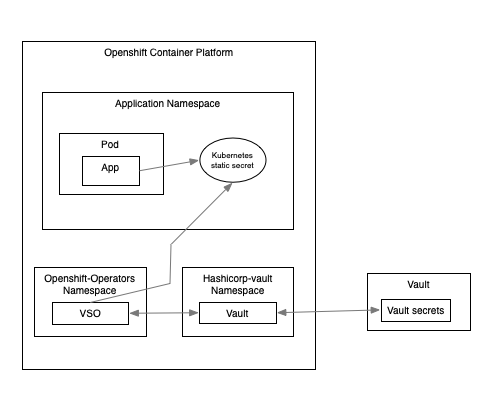 Openshift Container Platform
Application Namespace
Pod
App
Kubernetes
static secret
Openshift-Operators
Namespace
VSO
Hashicorp-vault
Namespace
Vault
Vault
Vault secrets